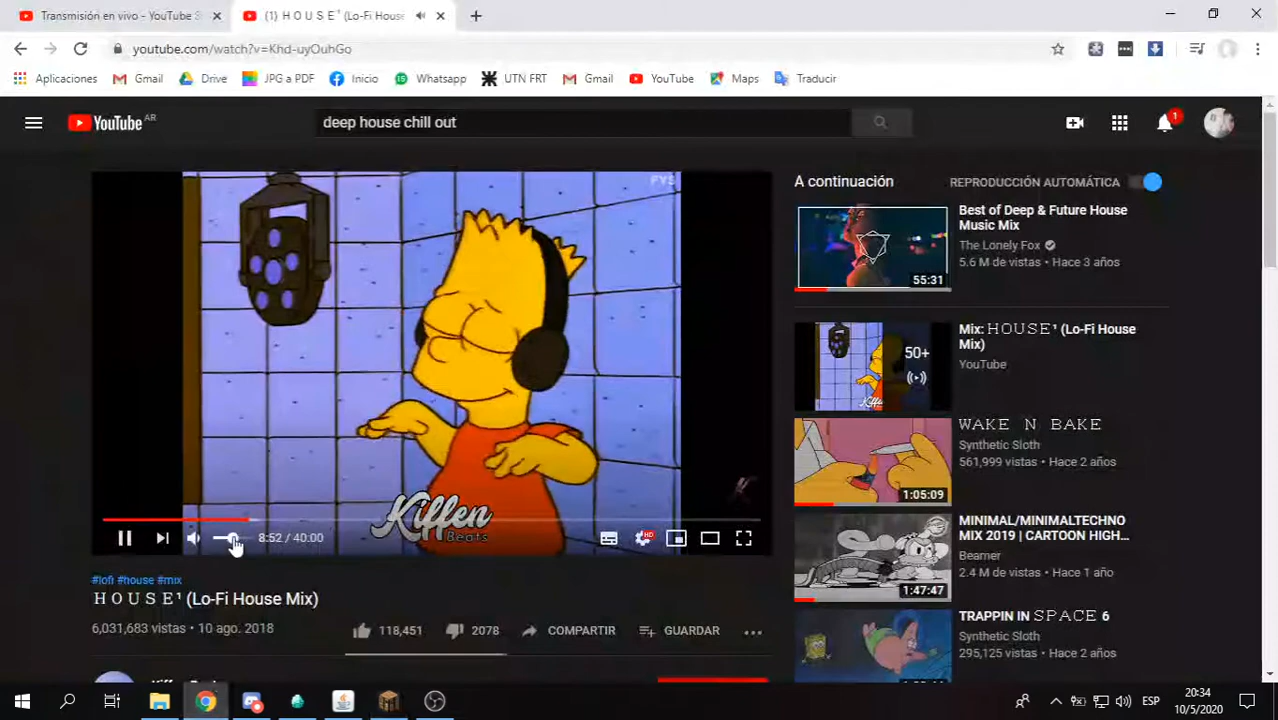 Transmisión en vivo - YouTube S
(1) H O U S E ¹ (Lo-Fi House
youtube.com/watch?v=Khd-uyOuhGo
Aplicaciones
Gmail
Drive
JPG a PDF
Inicio
Whatsapp
UTN FRT
Gmail
YouTube
Maps
Traducir
YouTube AR
deep house chill out
1
FYS
Kiffen
Beats
8:52 / 40:00
HD
#lofi #house #mix
H O U S E ¹ (Lo-Fi House Mix)
6,031,683 vistas • 10 ago. 2018
118,451
2078
COMPARTIR
GUARDAR
A continuación
REPRODUCCIÓN AUTOMÁTICA
Best of Deep & Future House
Music Mix
The Lonely Fox
5.6 M de vistas • Hace 3 años
55:31
Mix: H O U S E ¹ (Lo-Fi House
Mix)
YouTube
50+
WAKE N BAKE
Synthetic Sloth
561,999 vistas • Hace 2 años
1:05:09
MINIMAL/MINIMALTECHNO
MIX 2019 | CARTOON HIGH...
Beamer
2.4 M de vistas • Hace 1 año
1:47:47
TRAPPIN IN SPACE 6
Synthetic Sloth
295,125 vistas • Hace 2 años
ESP
20:34
10/5/2020